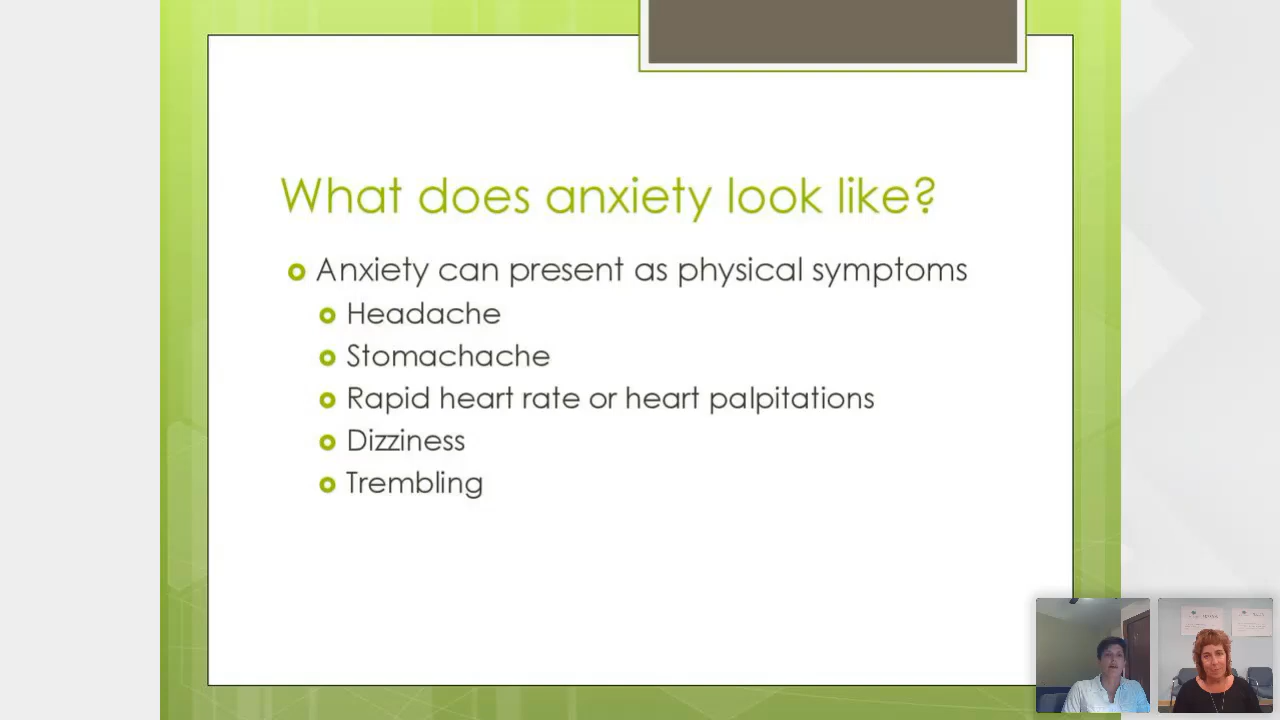 What does anxiety look like?
Anxiety can present as physical symptoms
Headache
Stomachache
Rapid heart rate or heart palpitations
Dizziness
Trembling